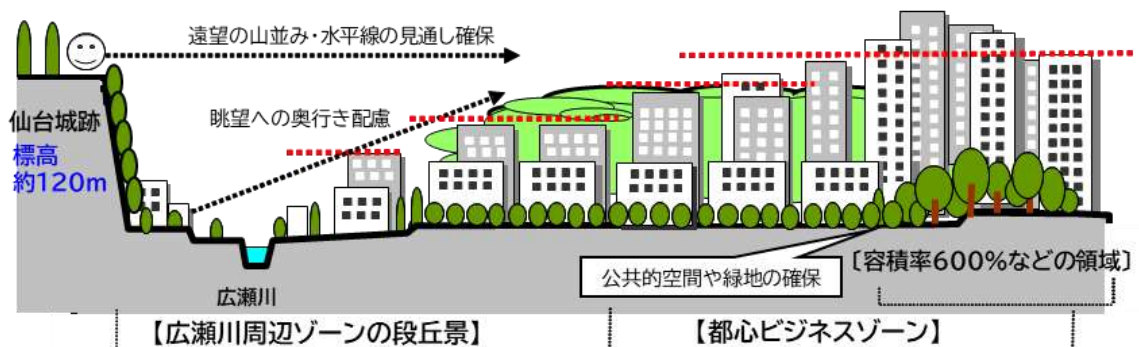 遠望の山並み・水平線の見通し確保
仙台城跡
標高
約120m
眺望への奥行き配慮
公共的空間や緑地の確保
〔容積率600%などの領域〕
広瀬川
【広瀬川周辺ゾーンの段丘景】
【都心ビジネスゾーン】